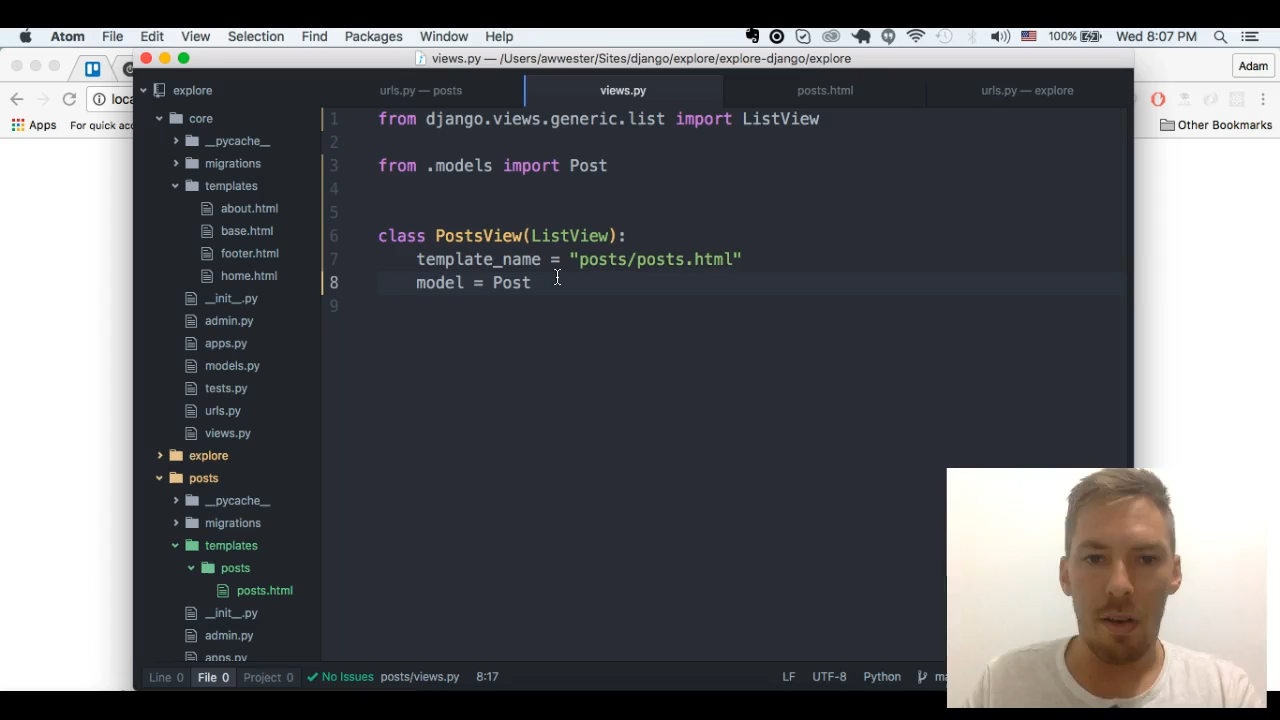 Atom File Edit View Selection Find Packages Window Help 100% Wed 8:07 PM
views.py — /Users/awwester/Sites/django/explore/explore-django/explore
Adam
loca
Apps For quick acc
Other Bookmarks
explore
urls.py — posts views.py posts.html urls.py — explore
core
__pycache__
migrations
templates
about.html
base.html
footer.html
home.html
__init__.py
admin.py
apps.py
models.py
tests.py
urls.py
views.py
explore
posts
__pycache__
migrations
templates
posts
posts.html
__init__.py
admin.py
apps.py
1 from django.views.generic.list import ListView
2
3 from .models import Post
4
5
6 class PostsView(ListView):
7 template_name = "posts/posts.html"
8 model = Post
9
Line 0 File 0 Project 0 No Issues posts/views.py 8:17 LF UTF-8 Python